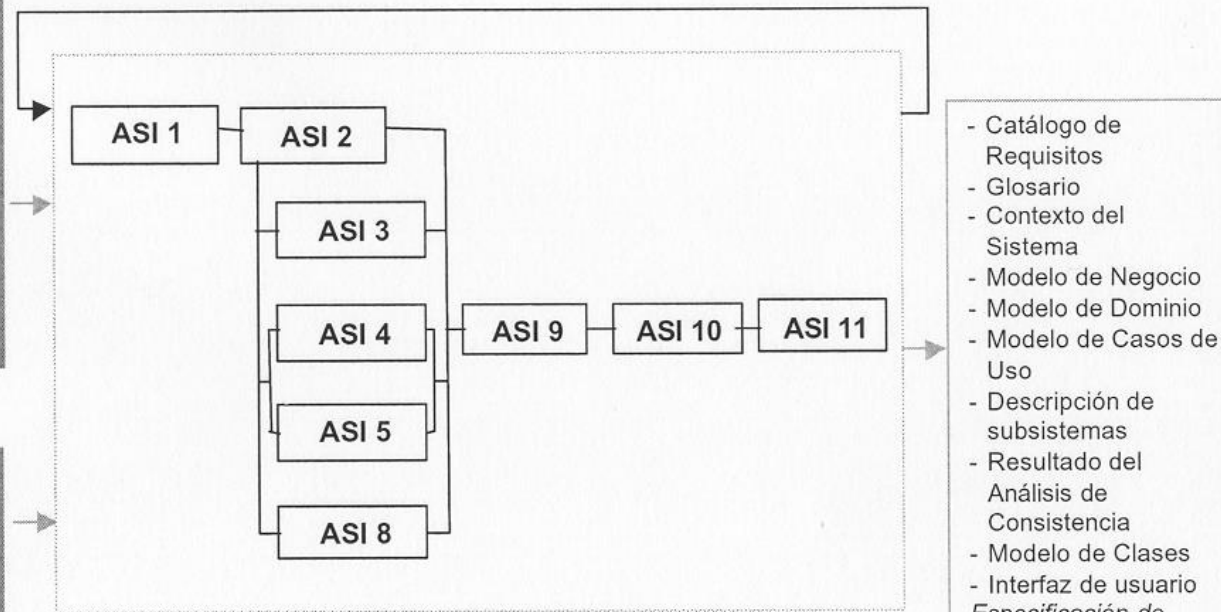 ASI 1
ASI 2
ASI 3
ASI 4
ASI 5
ASI 8
ASI 9
ASI 10
ASI 11
- Catálogo de
Requisitos
- Glosario
- Contexto del
Sistema
- Modelo de Negocio
- Modelo de Dominio
- Modelo de Casos de
Uso
- Descripción de
subsistemas
- Resultado del
Análisis de
Consistencia
- Modelo de Clases
- Interfaz de usuario
Especificación de